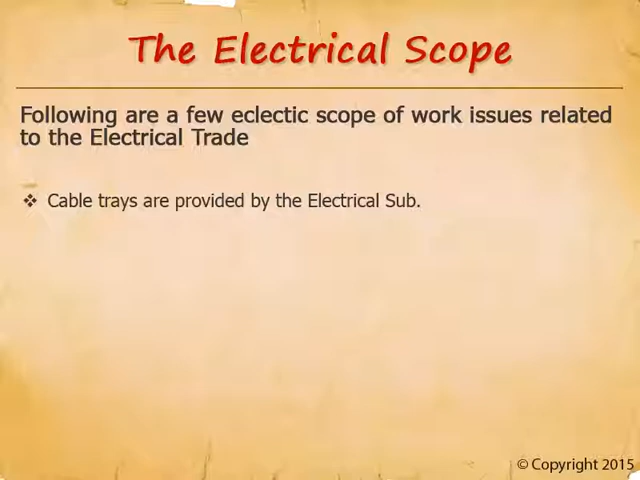 The Electrical Scope
Following are a few eclectic scope of work issues related
to the Electrical Trade
❖ Cable trays are provided by the Electrical Sub.
© Copyright 2015